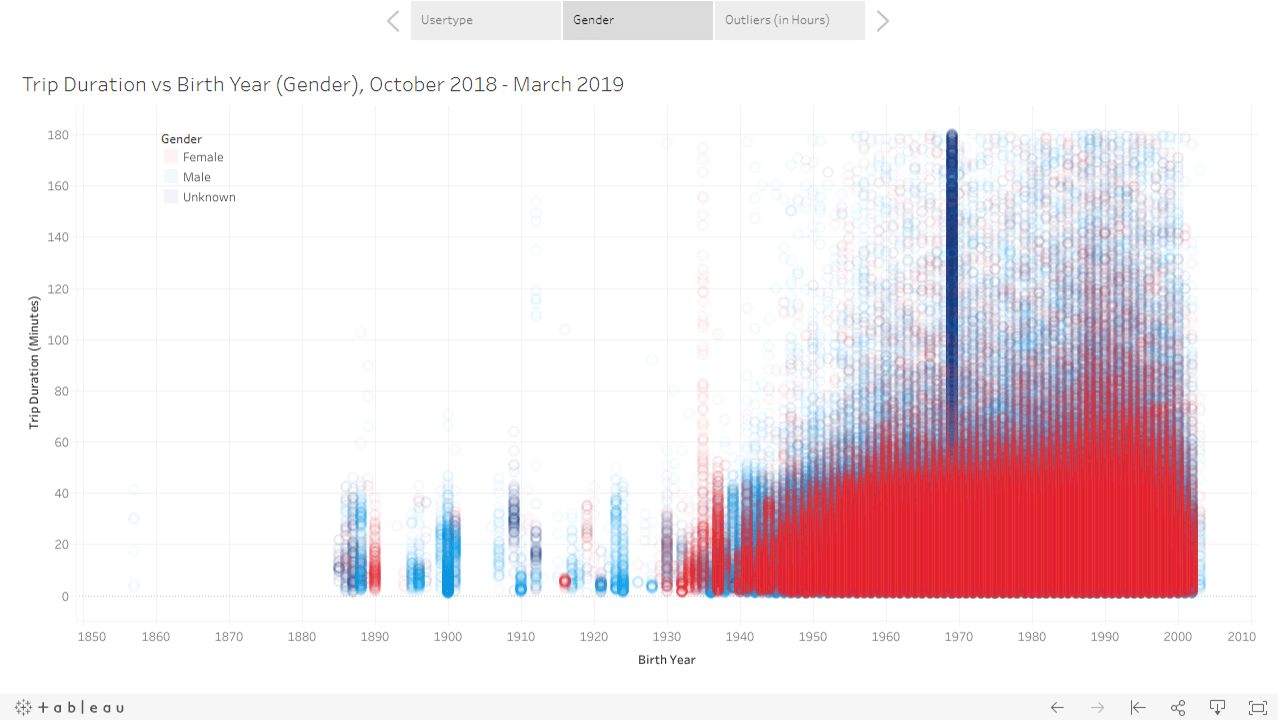 Usertype
Gender
Outliers (in Hours)
Trip Duration vs Birth Year (Gender), October 2018 - March 2019
Gender
Female
Male
Unknown
Trip Duration (Minutes)
180
160
140
120
100
80
60
40
20
0
1850 1860 1870 1880 1890 1900 1910 1920 1930 1940 1950 1960 1970 1980 1990 2000 2010
Birth Year
+ a b l e a u